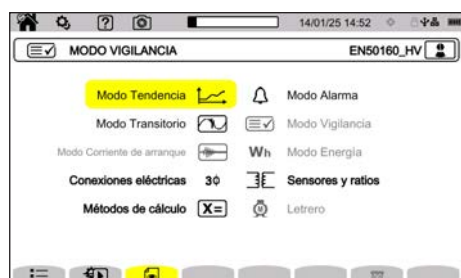 14/01/25 14:52
MODO VIGILANCIA EN50160_HV
Modo Tendencia Modo Alarma
Modo Transitorio Modo Vigilancia
Modo Corriente de arranque Wh Modo Energía
Conexiones eléctricas 3Φ Sensores y ratios
Métodos de cálculo X= M Letrero